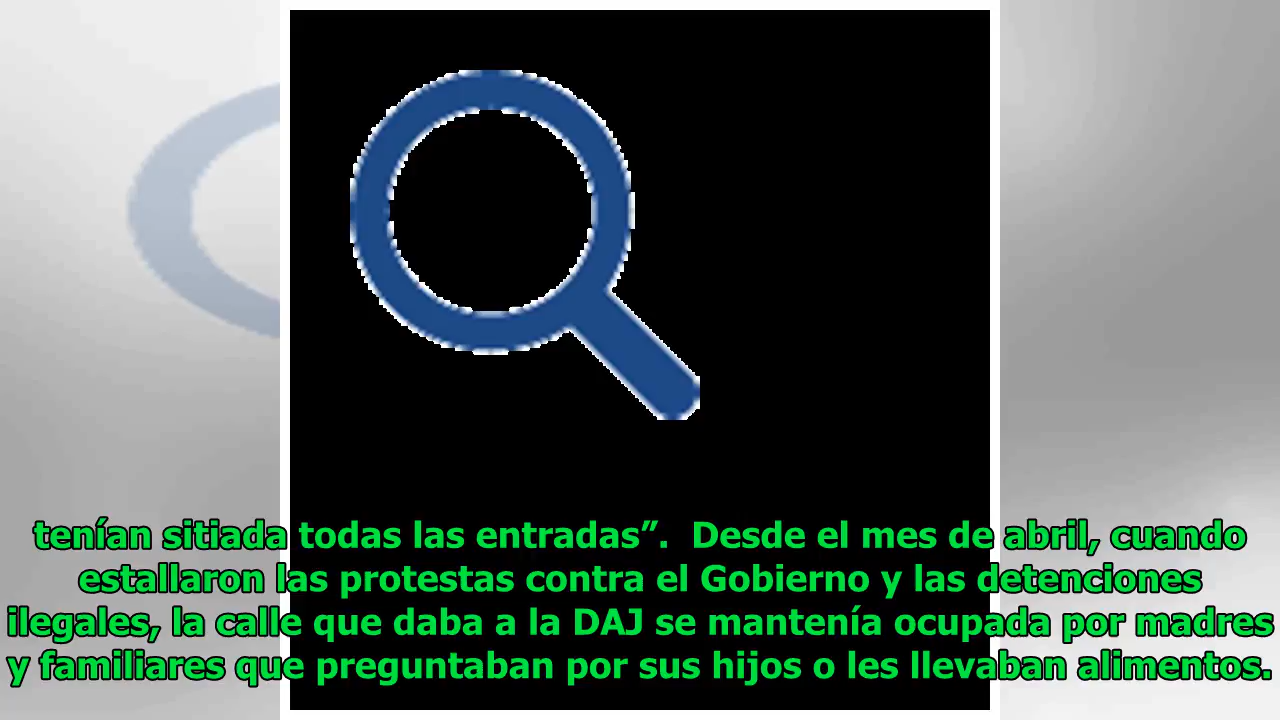 tenían sitiada todas las entradas”.  Desde el mes de abril, cuando
estallaron las protestas contra el Gobierno y las detenciones
ilegales, la calle que daba a la DAJ se mantenía ocupada por madres
y familiares que preguntaban por sus hijos o les llevaban alimentos.